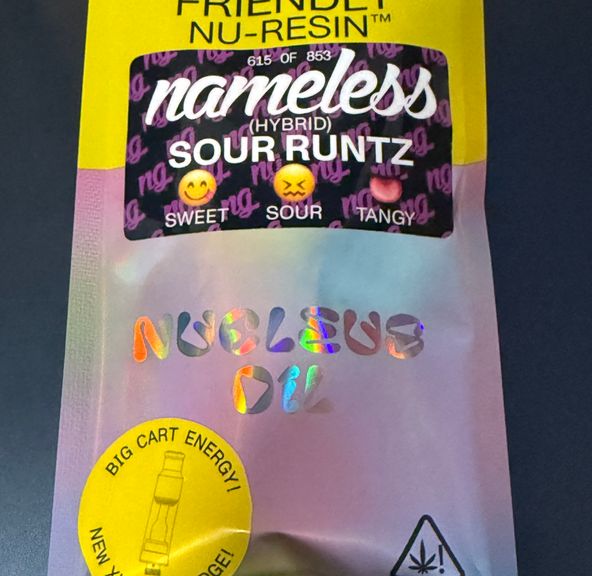 FRIENDLY
NU-RESIN™
615 OF 853
nameless
(HYBRID)
SOUR RUNTZ
SWEET SOUR TANGY
NUCLEUS
OIL
BIG CART ENERGY!
NEW